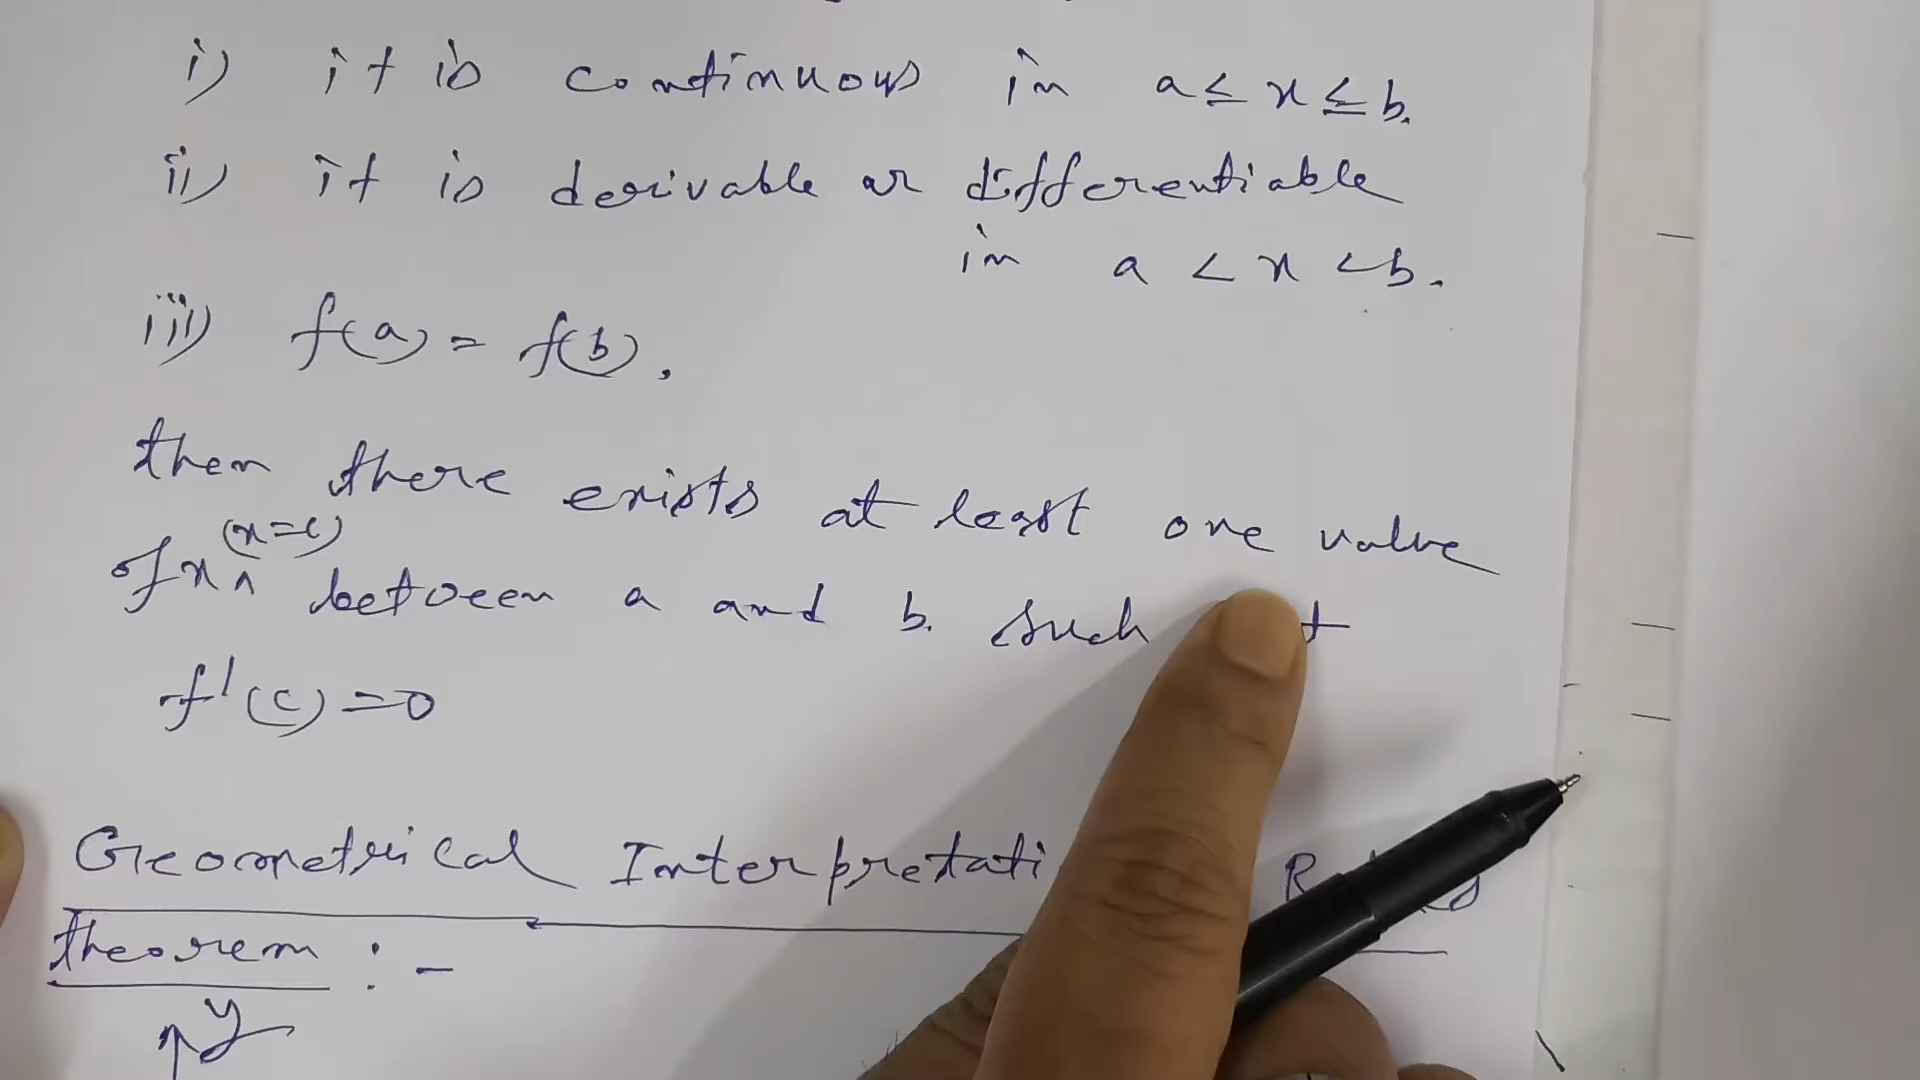 i) it is continuous in a ≤ x ≤ b.
ii) it is derivable or differentiable
in a < x < b.
iii) f(a) = f(b).
then there exists at least one value
of x (x=c) between a and b. such
f'(c) = 0
Geometrical Interpretati
theorem :-
y